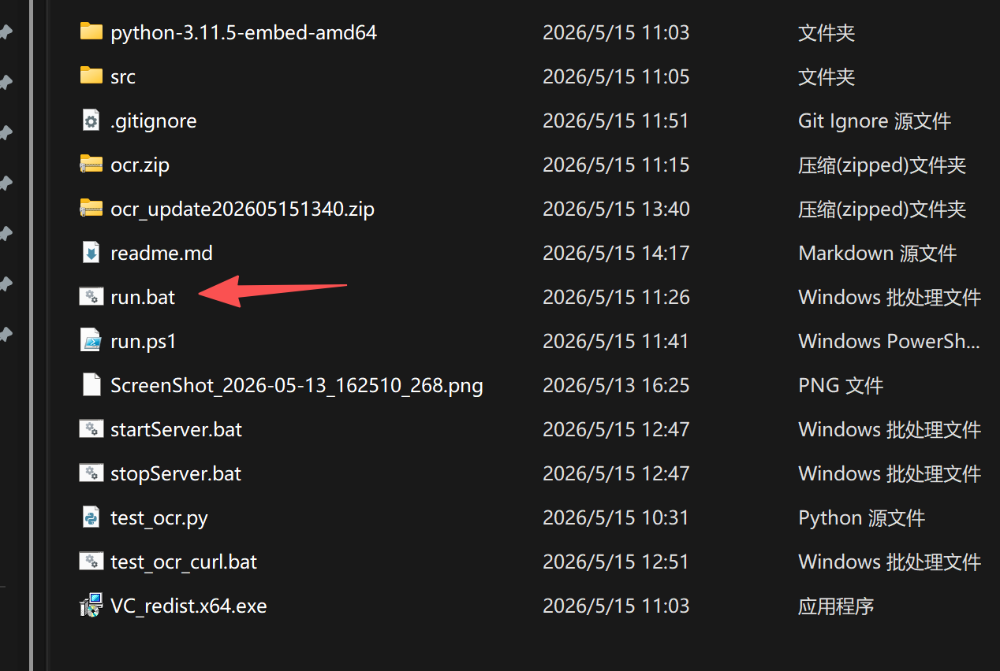 python-3.11.5-embed-amd64 2026/5/15 11:03 文件夹
src 2026/5/15 11:05 文件夹
.gitignore 2026/5/15 11:51 Git Ignore 源文件
ocr.zip 2026/5/15 11:15 压缩(zipped)文件夹
ocr_update202605151340.zip 2026/5/15 13:40 压缩(zipped)文件夹
readme.md 2026/5/15 14:17 Markdown 源文件
run.bat 2026/5/15 11:26 Windows 批处理文件
run.ps1 2026/5/15 11:41 Windows PowerSh...
ScreenShot_2026-05-13_162510_268.png 2026/5/13 16:25 PNG 文件
startServer.bat 2026/5/15 12:47 Windows 批处理文件
stopServer.bat 2026/5/15 12:47 Windows 批处理文件
test_ocr.py 2026/5/15 10:31 Python 源文件
test_ocr_curl.bat 2026/5/15 12:51 Windows 批处理文件
VC_redist.x64.exe 2026/5/15 11:03 应用程序